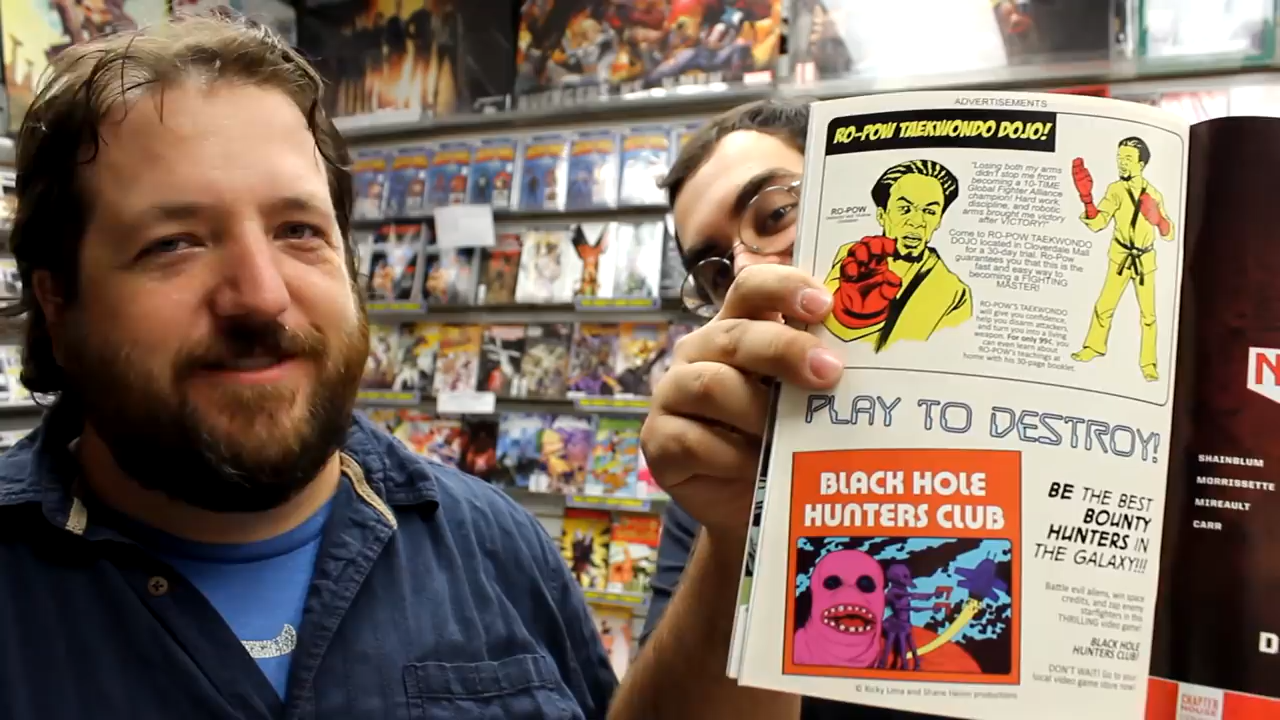 ADVERTISEMENTS
RO-POW TAEKWONDO DOJO!
"Losing both my arms
didn't stop me from
becoming a 10-TIME
Global Fighter Alliance
champion! Hard work,
discipline, and robotic
arms brought me victory
after VICTORY!"
RO-POW
Come to RO-POW TAEKWONDO
DOJO located in Cloverdale Mall
for a 30-day trial. Ro-Pow
guarantees you that this is the
fast and easy way to
becoming a FIGHTING
MASTER!
RO-POW'S TAEKWONDO
will give you confidence,
help you disarm attackers,
and turn you into a living
weapon. For only 99¢, you
can even learn about
RO-POW's teachings at
home with his 30-page booklet.
PLAY TO DESTROY!
BLACK HOLE
HUNTERS CLUB
BE THE BEST
BOUNTY
HUNTERS IN
THE GALAXY!!!
Battle evil aliens, win space
credits, and zap enemy
starfighters in this
THRILLING video game!
BLACK HOLE
HUNTERS CLUB!
DON'T WAIT! Go to your
local video game store now!
© Ricky Lima and Shane Heron productions
N
SHAINBLUM
MORRISSETTE
MIREAULT
CARR
D
CHAPTER
HOUSE